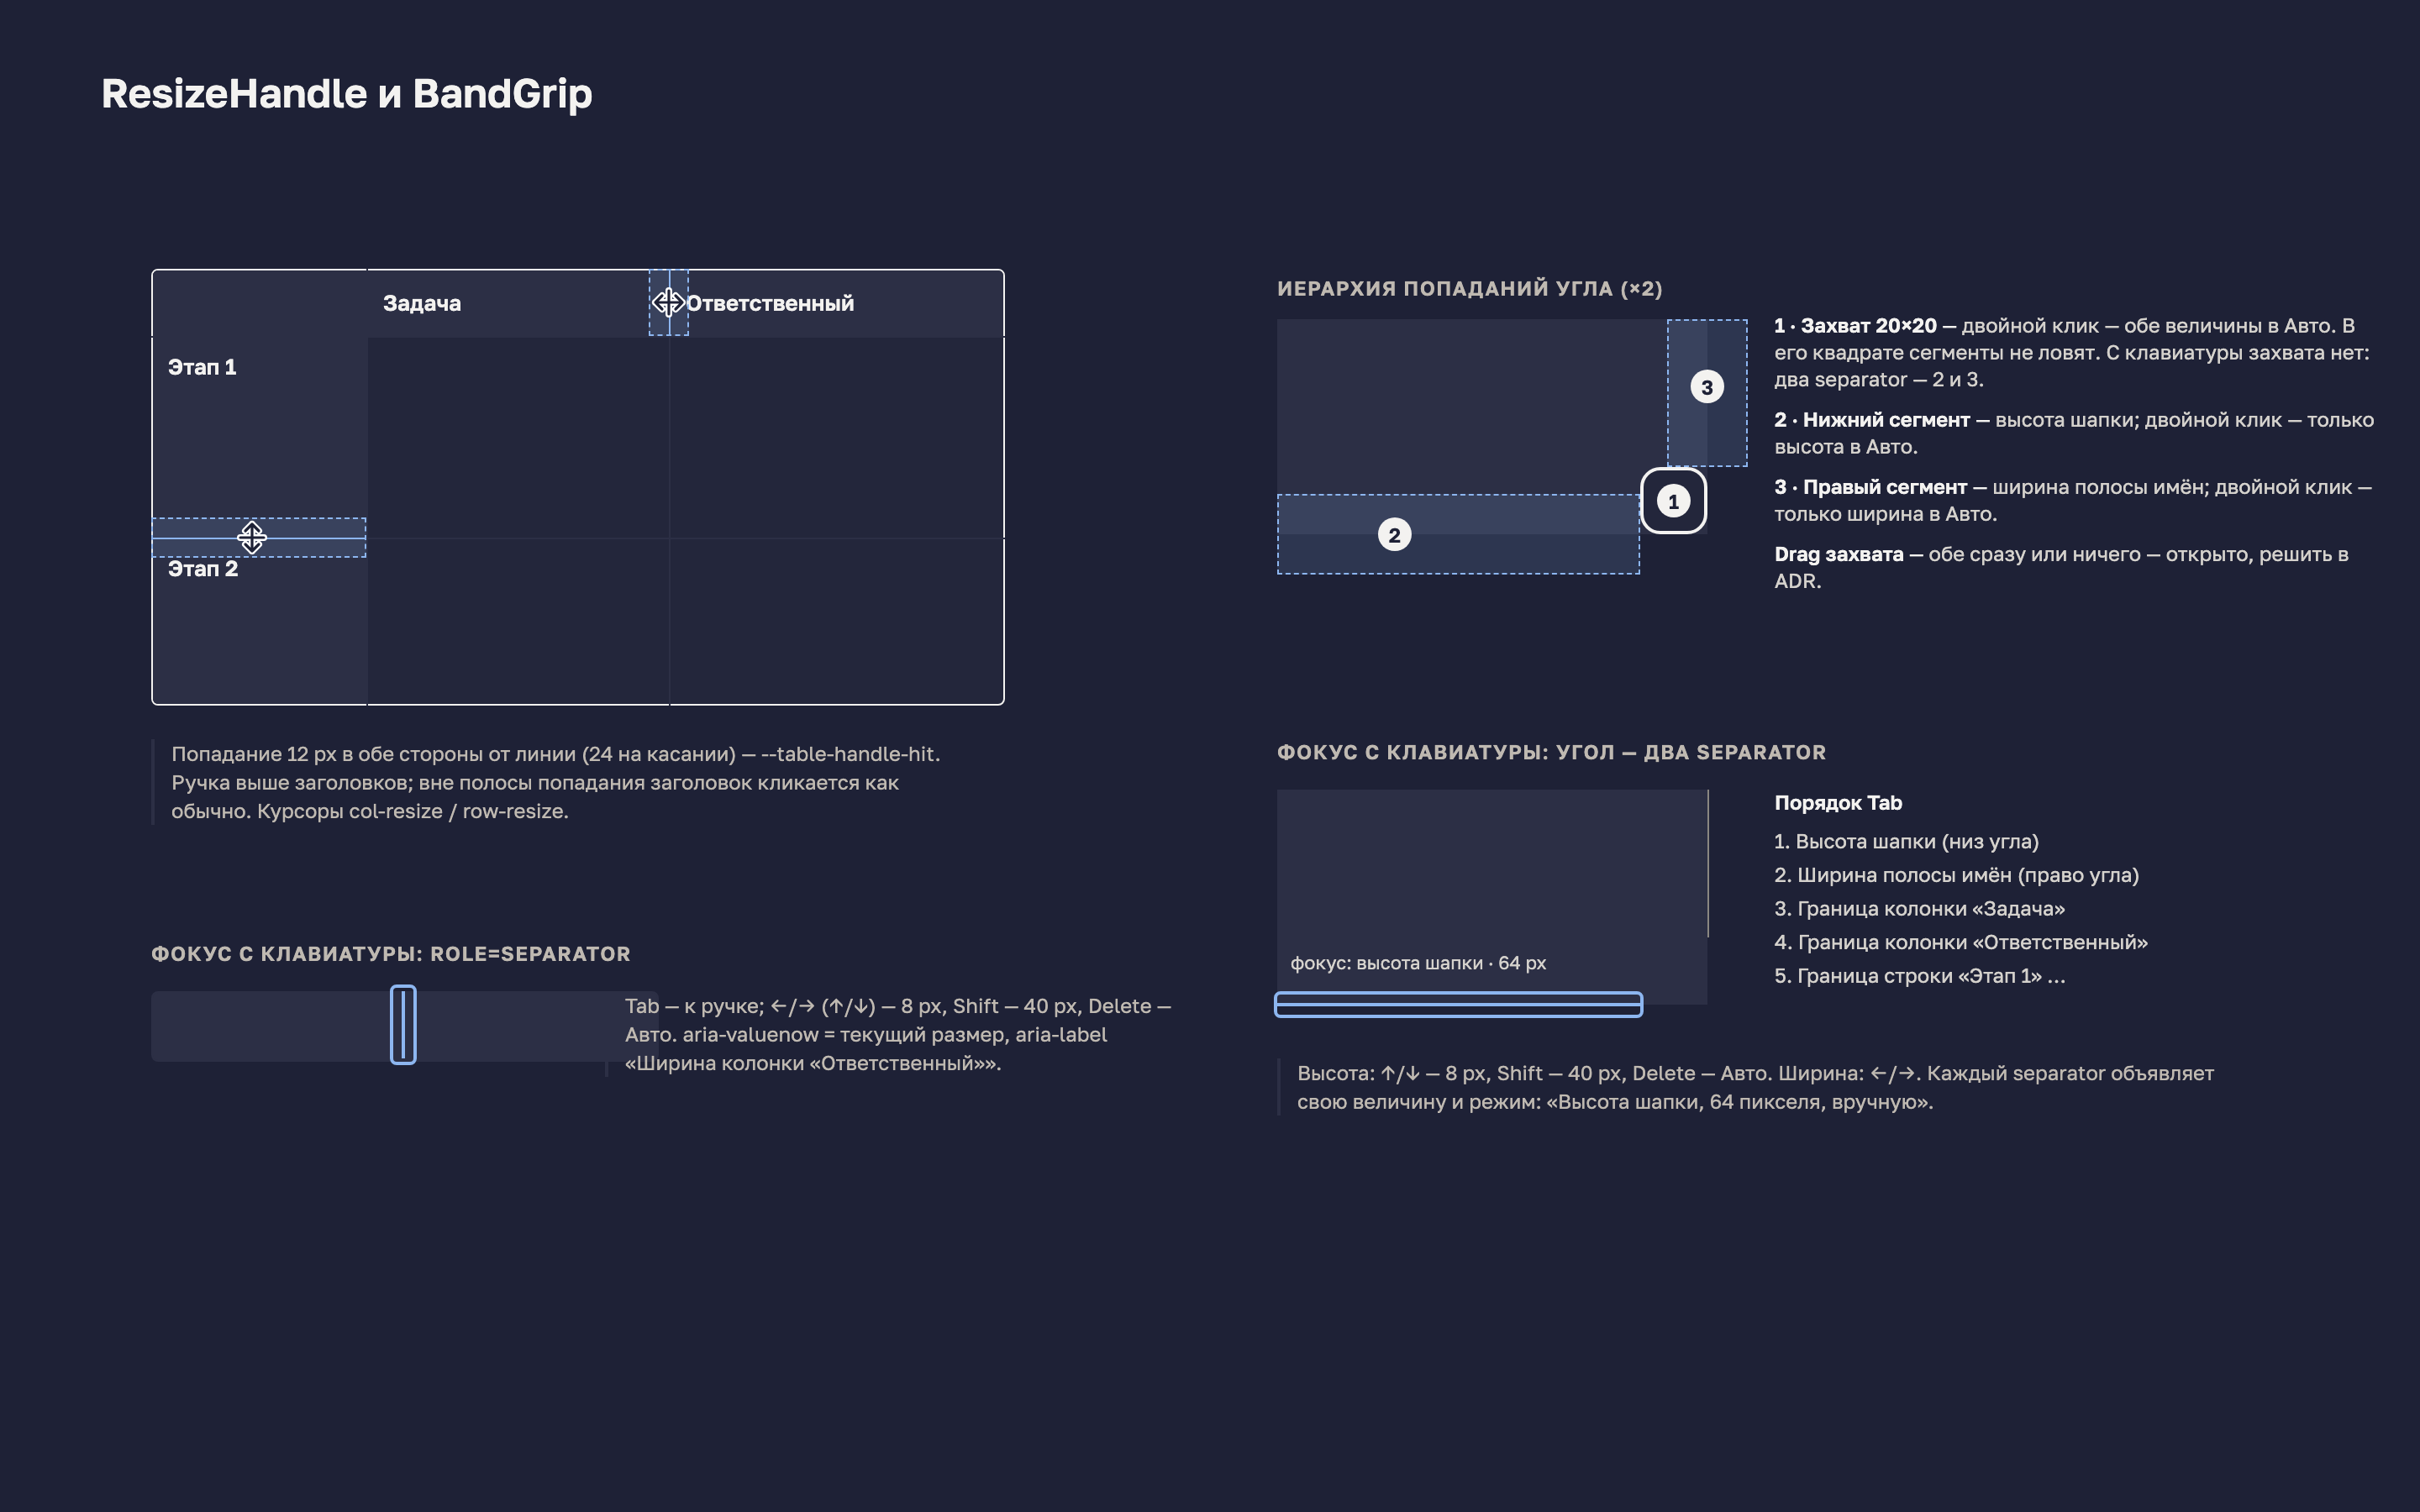 ResizeHandle и BandGrip
Задача
Ответственный
Этап 1
Этап 2
Попадание 12 px в обе стороны от линии (24 на касании) — --table-handle-hit.
Ручка выше заголовков; вне полосы попадания заголовок кликается как
обычно. Курсоры col-resize / row-resize.
ФОКУС С КЛАВИАТУРЫ: ROLE=SEPARATOR
Tab — к ручке; ←/→ (↑/↓) — 8 px, Shift — 40 px, Delete —
Авто. aria-valuenow = текущий размер, aria-label
«Ширина колонки «Ответственный»».
ИЕРАРХИЯ ПОПАДАНИЙ УГЛА (×2)
3
1
2
1 · Захват 20×20 — двойной клик — обе величины в Авто. В
его квадрате сегменты не ловят. С клавиатуры захвата нет:
два separator — 2 и 3.
2 · Нижний сегмент — высота шапки; двойной клик — только
высота в Авто.
3 · Правый сегмент — ширина полосы имён; двойной клик —
только ширина в Авто.
Drag захвата — обе сразу или ничего — открыто, решить в
ADR.
ФОКУС С КЛАВИАТУРЫ: УГОЛ — ДВА SEPARATOR
фокус: высота шапки · 64 px
Порядок Tab
1. Высота шапки (низ угла)
2. Ширина полосы имён (право угла)
3. Граница колонки «Задача»
4. Граница колонки «Ответственный»
5. Граница строки «Этап 1» …
Высота: ↑/↓ — 8 px, Shift — 40 px, Delete — Авто. Ширина: ←/→. Каждый separator объявляет
свою величину и режим: «Высота шапки, 64 пикселя, вручную».